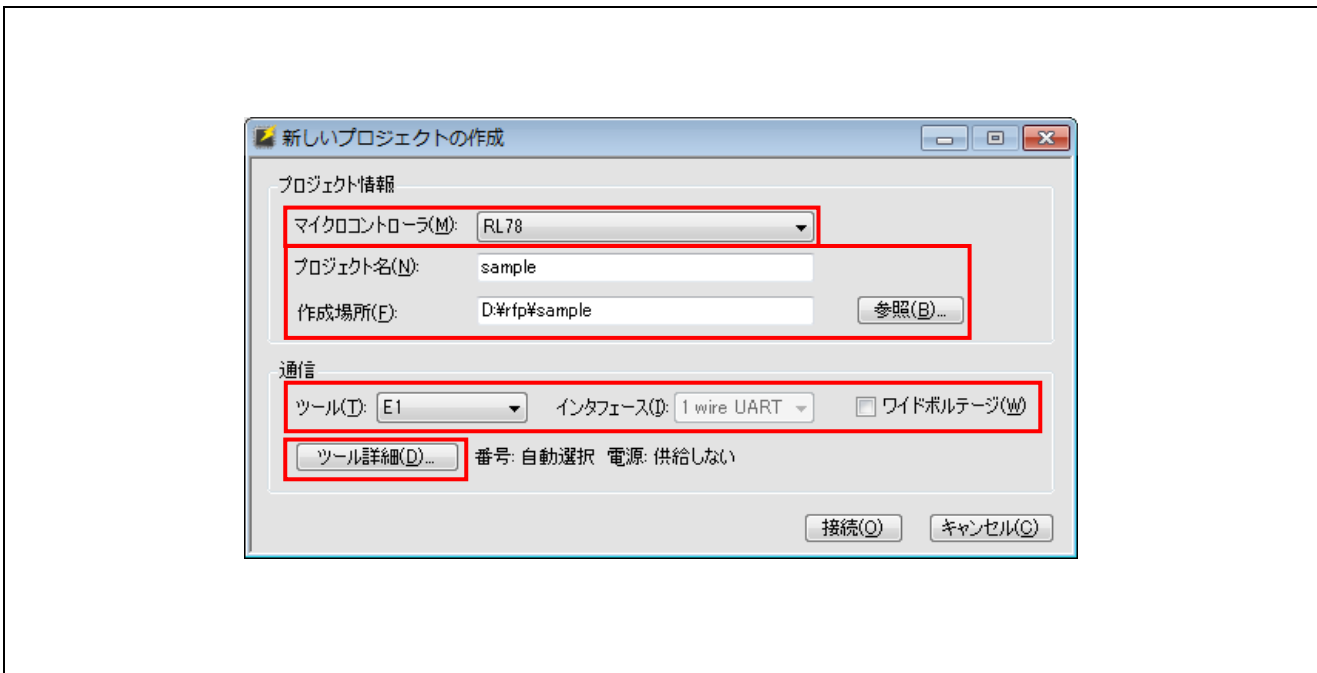 新しいプロジェクトの作成
プロジェクト情報
マイクロコントローラ(M): RL78
プロジェクト名(N): sample
作成場所(F): D:¥rfp¥sample 参照(B)...
通信
ツール(T): E1 インタフェース(I): 1 wire UART ワイドボルテージ(W)
ツール詳細(D)... 番号: 自動選択 電源: 供給しない
接続(O) キャンセル(C)